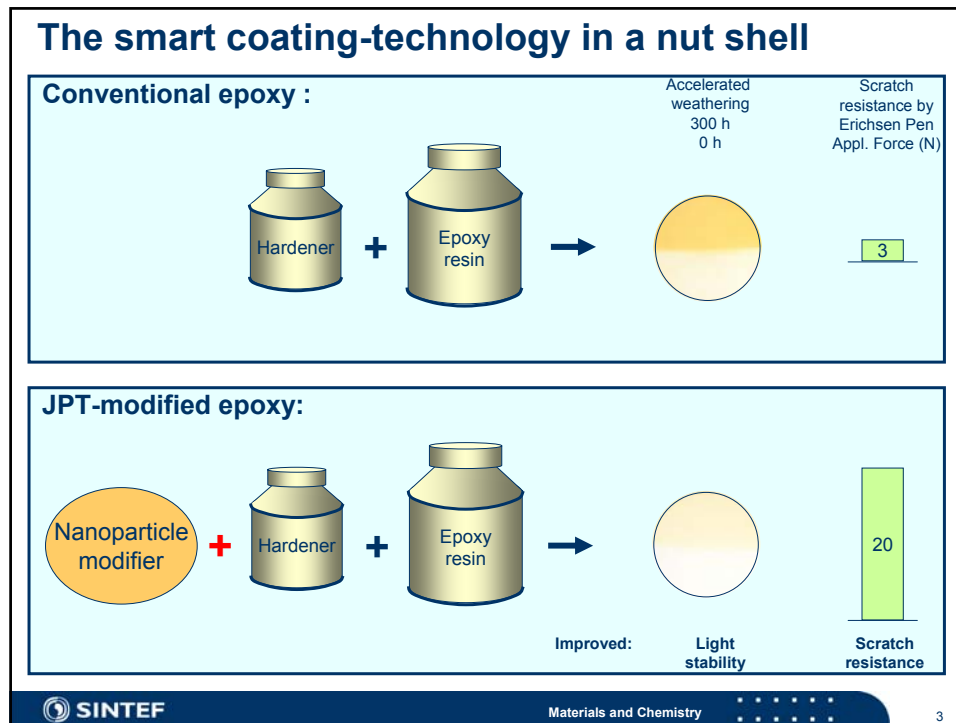 The smart coating-technology in a nut shell
Conventional epoxy :
Accelerated
weathering
300 h
0 h
Scratch
resistance by
Erichsen Pen
Appl. Force (N)
Hardener
+
Epoxy
resin
3
JPT-modified epoxy:
Nanoparticle
modifier
+
Hardener
+
Epoxy
resin
20
Improved:
Light
stability
Scratch
resistance
SINTEF
Materials and Chemistry
3